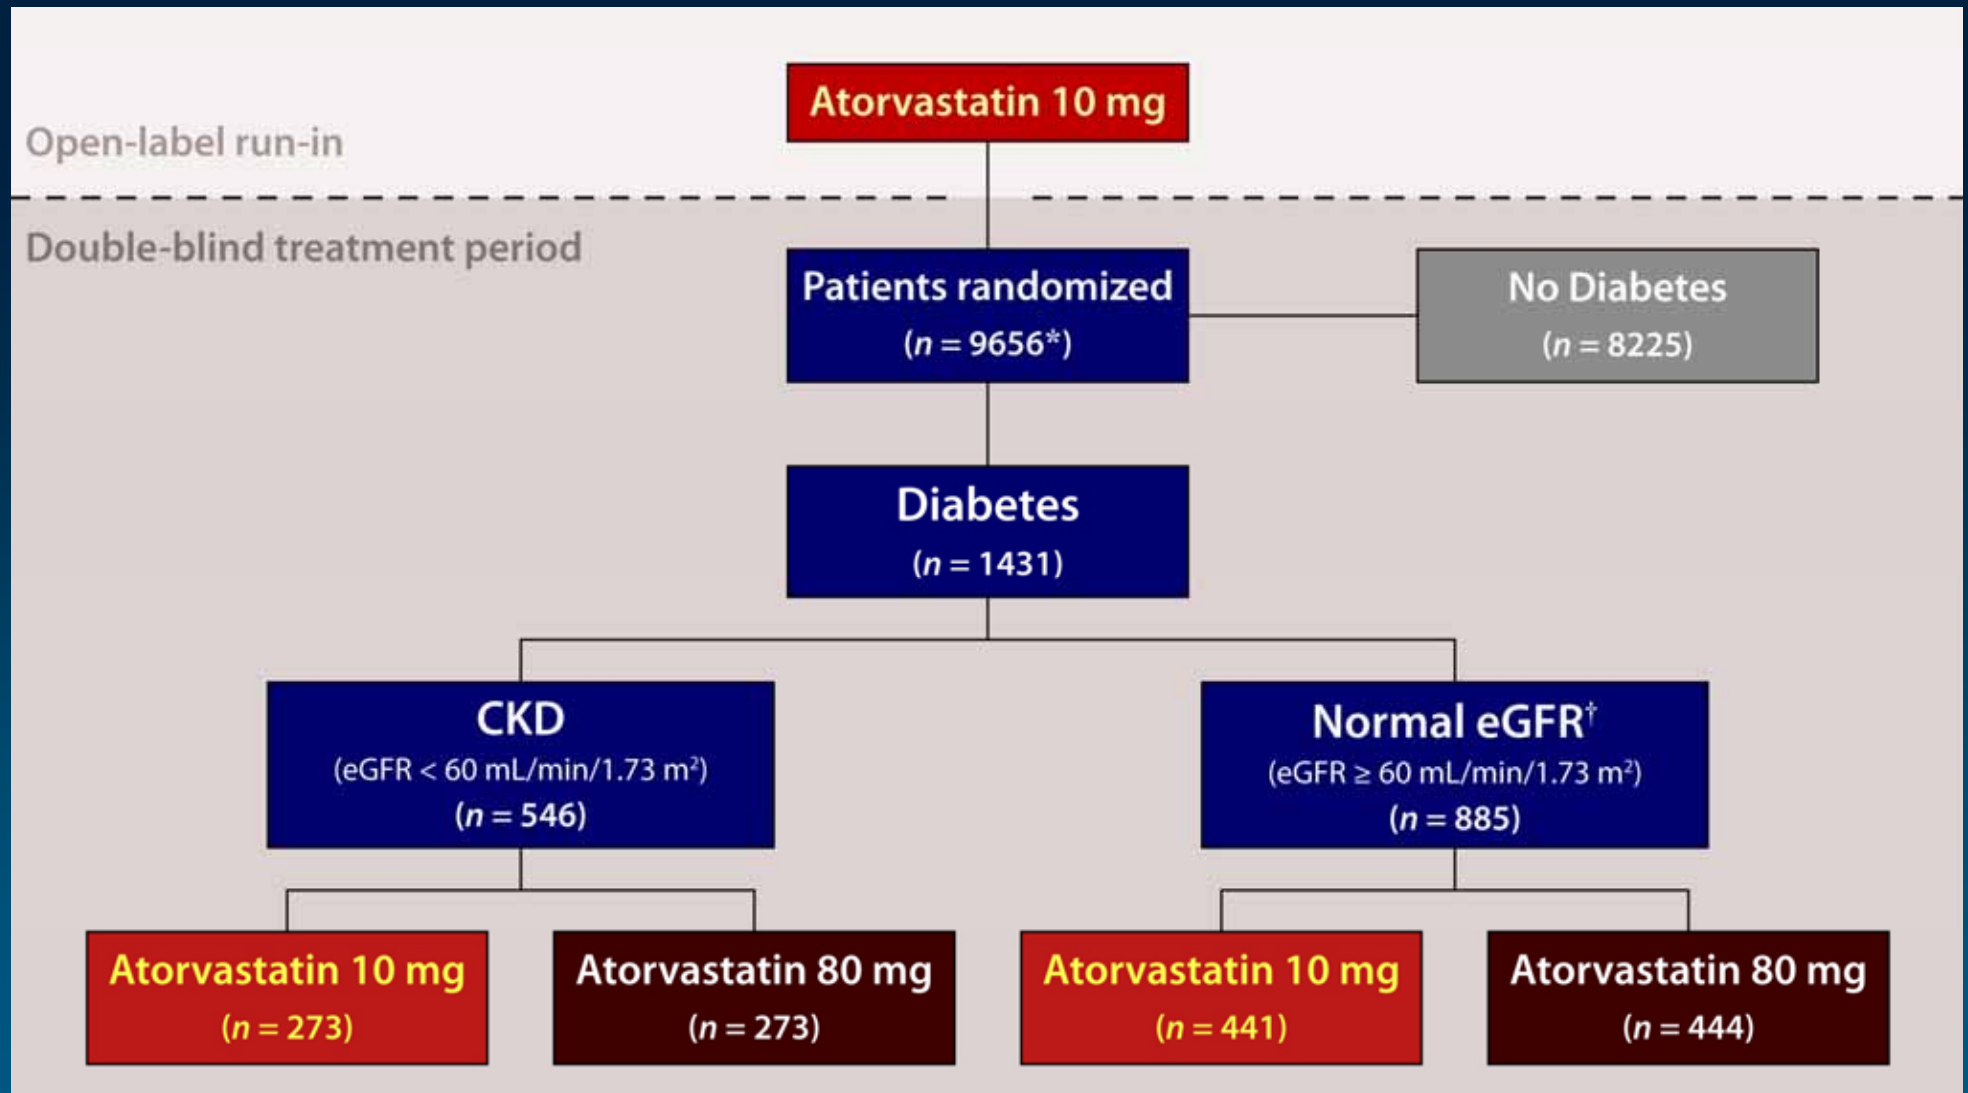 Atorvastatin 10 mg
Open-label run-in
Double-blind treatment period
Patients randomized
(n = 9656*)
No Diabetes
(n = 8225)
Diabetes
(n = 1431)
CKD
(eGFR < 60 mL/min/1.73 m²)
(n = 546)
Normal eGFR†
(eGFR ≥ 60 mL/min/1.73 m²)
(n = 885)
Atorvastatin 10 mg
(n = 273)
Atorvastatin 80 mg
(n = 273)
Atorvastatin 10 mg
(n = 441)
Atorvastatin 80 mg
(n = 444)